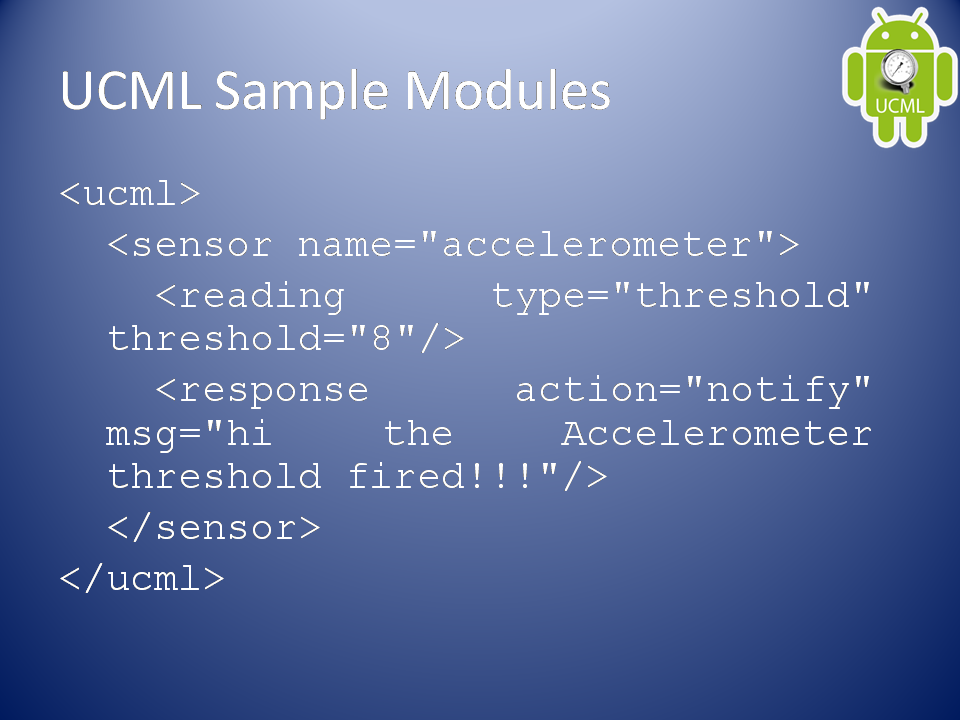 UCML Sample Modules
UCML
<ucml>
<sensor name="accelerometer">
<reading type="threshold"
threshold="8"/>
<response action="notify"
msg="hi the Accelerometer
threshold fired!!!"/>
</sensor>
</ucml>